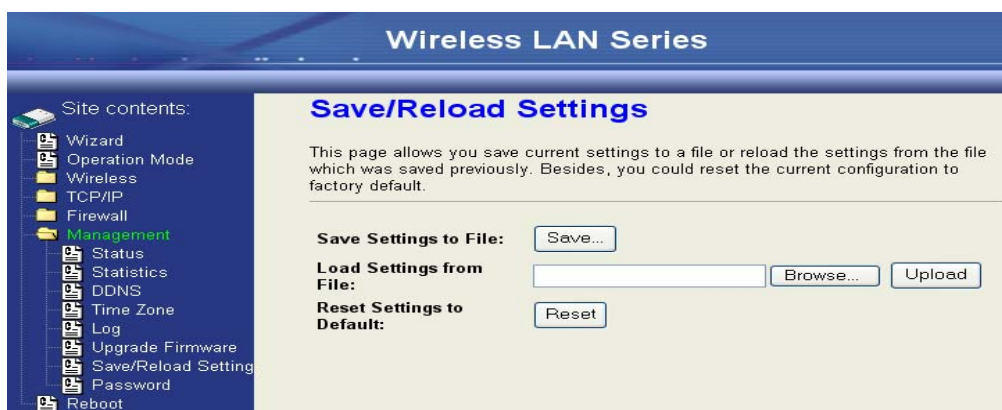 Wireless LAN Series
Site contents:
Wizard
Operation Mode
Wireless
TCP/IP
Firewall
Management
Status
Statistics
DDNS
Time Zone
Log
Upgrade Firmware
Save/Reload Setting
Password
Reboot
Save/Reload Settings
This page allows you save current settings to a file or reload the settings from the file
which was saved previously. Besides, you could reset the current configuration to
factory default.
Save Settings to File: Save...
Load Settings from
File: Browse... Upload
Reset Settings to
Default: Reset